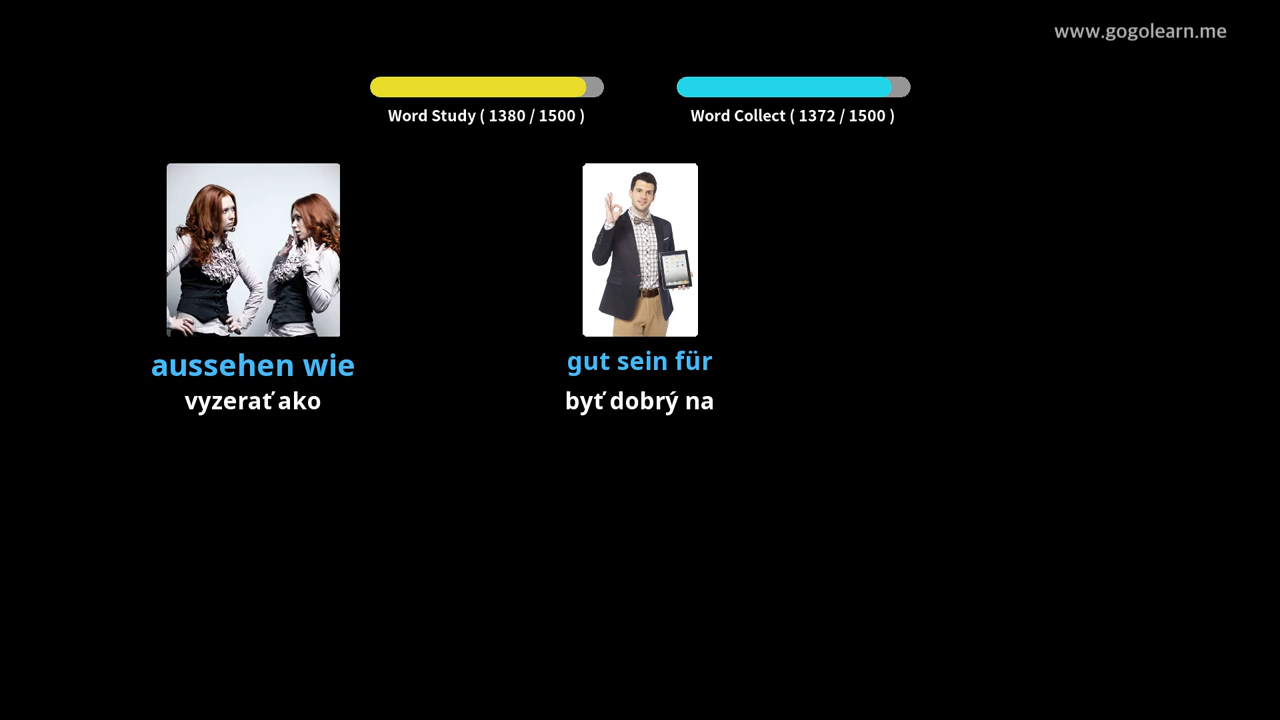 www.gogolearn.me
Word Study ( 1380 / 1500 )
Word Collect ( 1372 / 1500 )
aussehen wie
vyzerať ako
gut sein für
byť dobrý na